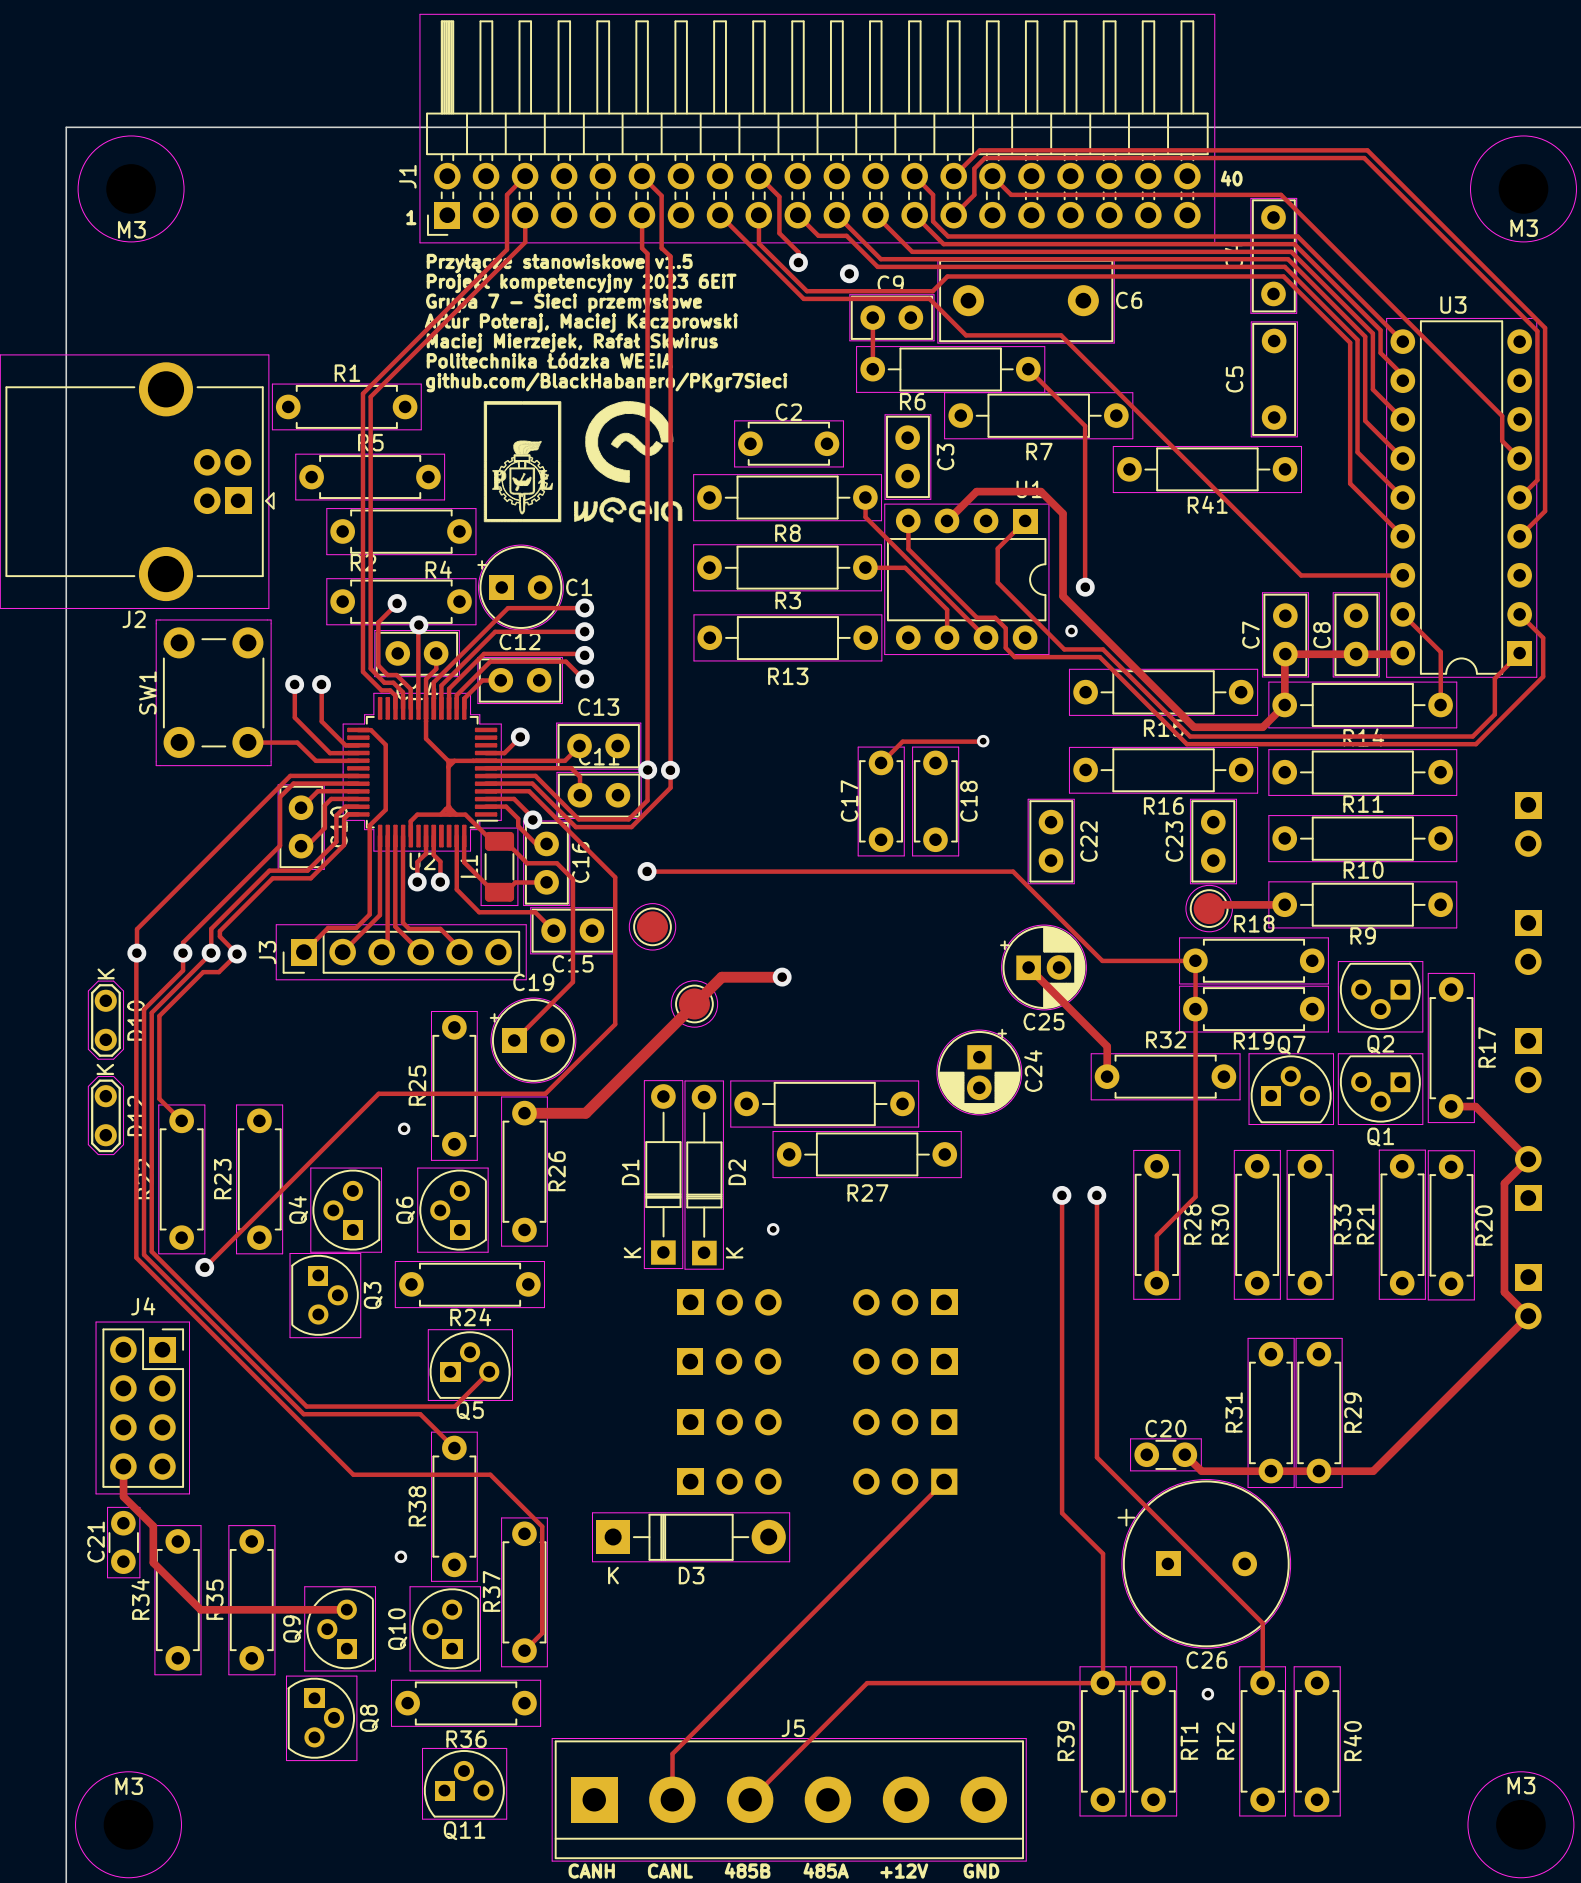 J1
40
1
M3
M3
Przyłącze stanowiskowe v1.5
Projekt kompetencyjny 2023 6EiT
Grupa 7 - Sieci przemysłowe
Artur Poteraj, Maciej Kaczorowski
Maciej Mierzejek, Rafał Skwirus
Politechnika Łódzka WEEIA
github.com/BlackHabanero/PKgr7Sieci
C9
C6
U3
R1
C5
R6
C2
R5
C3
R7
R41
P Ł
weeia
U1
R8
R2
R4
C1
R3
J2
C12
C7
C8
R13
SW1
C13
R15
R14
C11
C17
C18
R16
R11
C10
C22
C23
U2
C16
R10
R18
R9
J3
C15
K
C19
D10
C25
R32
R19
Q7
Q2
R17
C24
R25
K
D12
Q1
R23
Q4
Q6
R26
D1
D2
R27
R28
R30
R33
R21
R20
K
K
Q3
J4
R24
Q5
R31
R29
C20
R38
C21
K
D3
R34
R35
Q9
Q10
R37
C26
Q8
R36
J5
R39
RT1
RT2
R40
M3
M3
Q11
CANH CANL 485B 485A +12V GND